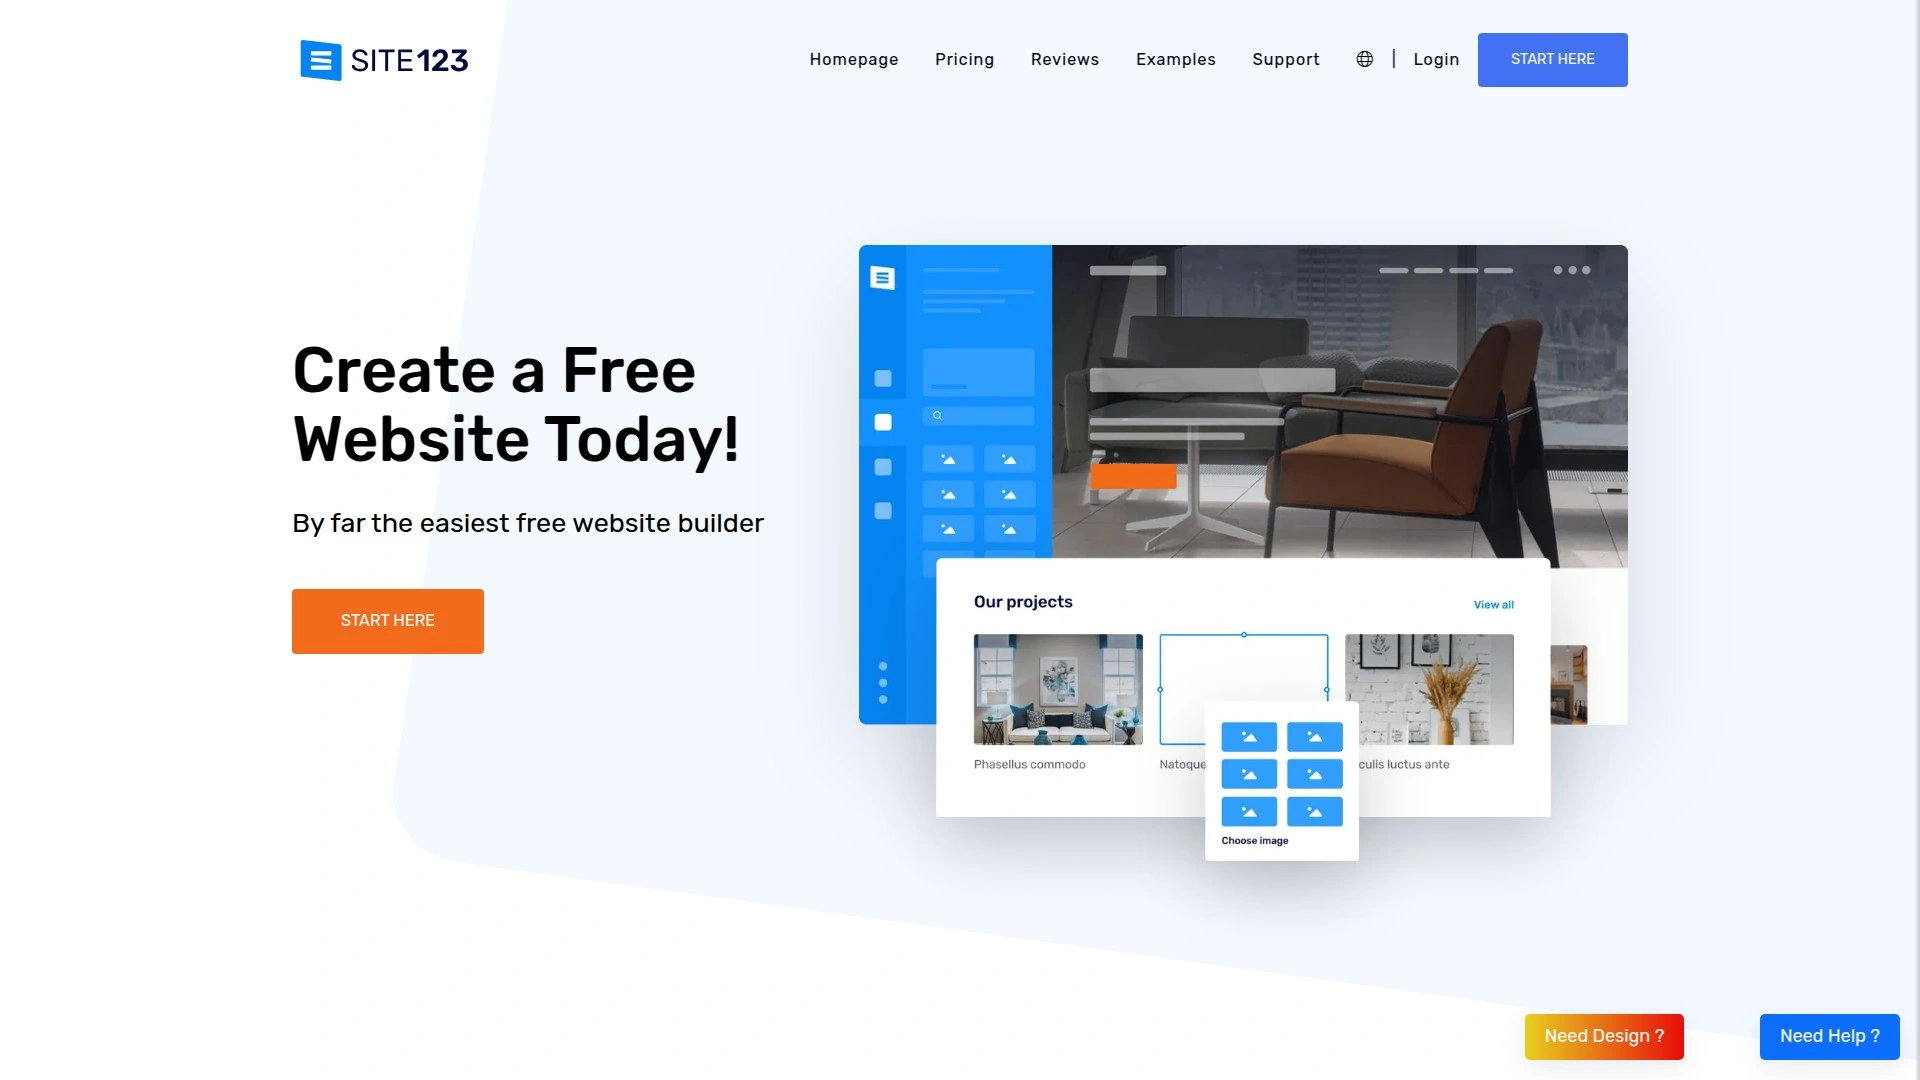 SITE123
Homepage
Pricing
Reviews
Examples
Support
Login
START HERE
Create a Free
Website Today!
By far the easiest free website builder
START HERE
Our projects
View all
Phasellus commodo
Natoque
culis luctus ante
Choose image
Need Design ?
Need Help ?